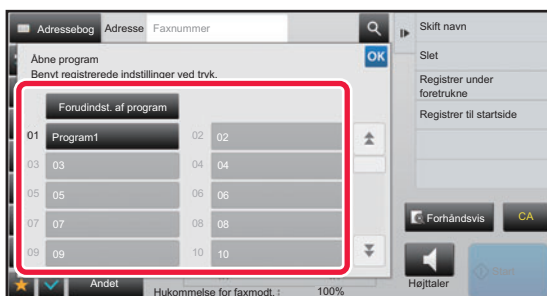 Adressebog Adresse Faxnummer
Skift navn
Åbne program
OK
Slet
Benyt registrerede indstillinger ved tryk.
Registrer under
foretrukne
Forudindst. af program
Registrer til startside
01 Program1 02 02
03 03 04 04
05 05 06 06
07 07 08 08
09 09 10 10
Forhåndsvis CA
Start
Andet
Højttaler
Hukommelse for faxmodt. : 100%